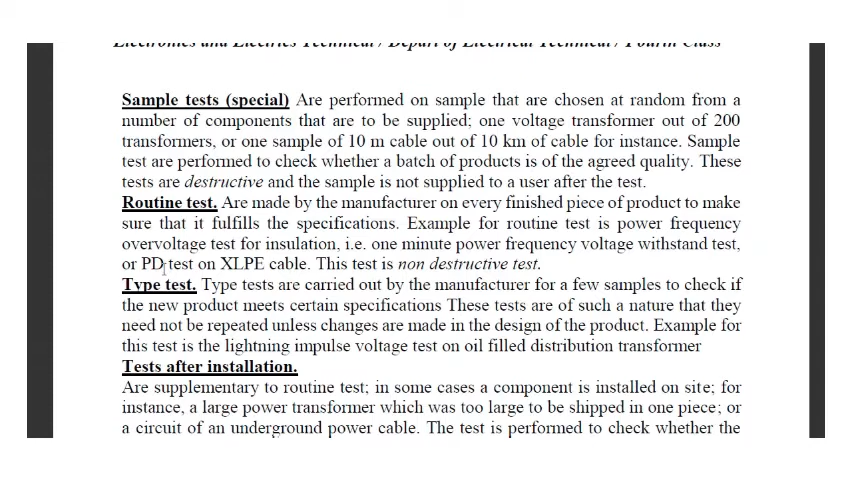 Electronics and Electrics Technical / Depart of Electrical Technical / Fourth Class
Sample tests (special) Are performed on sample that are chosen at random from a
number of components that are to be supplied; one voltage transformer out of 200
transformers, or one sample of 10 m cable out of 10 km of cable for instance. Sample
test are performed to check whether a batch of products is of the agreed quality. These
tests are destructive and the sample is not supplied to a user after the test.
Routine test. Are made by the manufacturer on every finished piece of product to make
sure that it fulfills the specifications. Example for routine test is power frequency
overvoltage test for insulation, i.e. one minute power frequency voltage withstand test,
or PD test on XLPE cable. This test is non destructive test.
Type test. Type tests are carried out by the manufacturer for a few samples to check if
the new product meets certain specifications These tests are of such a nature that they
need not be repeated unless changes are made in the design of the product. Example for
this test is the lightning impulse voltage test on oil filled distribution transformer
Tests after installation.
Are supplementary to routine test; in some cases a component is installed on site; for
instance, a large power transformer which was too large to be shipped in one piece; or
a circuit of an underground power cable. The test is performed to check whether the